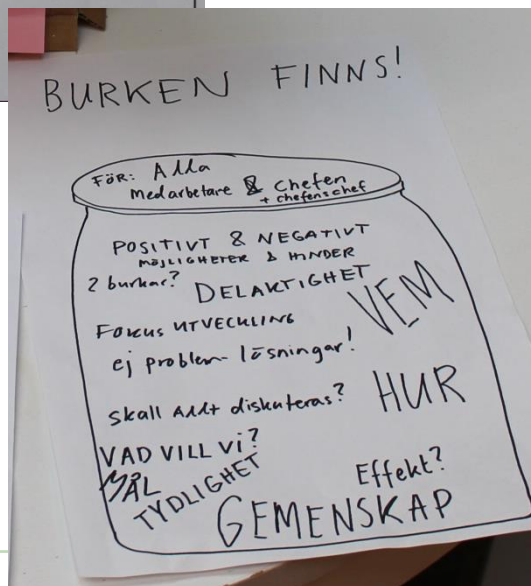 BURKEN FINNS!
FÖR: Alla
medarbetare & chefen
+ chefens chef
POSITIVT & NEGATIVT
MÖJLIGHETER & HINDER
2 burkar?
DELAKTIGHET
VEM
FOKUS UTVECKLING
ej problem-lösningar!
HUR
skall Allt diskuteras?
VAD VILL Vi?
MÅL
TYDLIGHET
Effekt?
GEMENSKAP